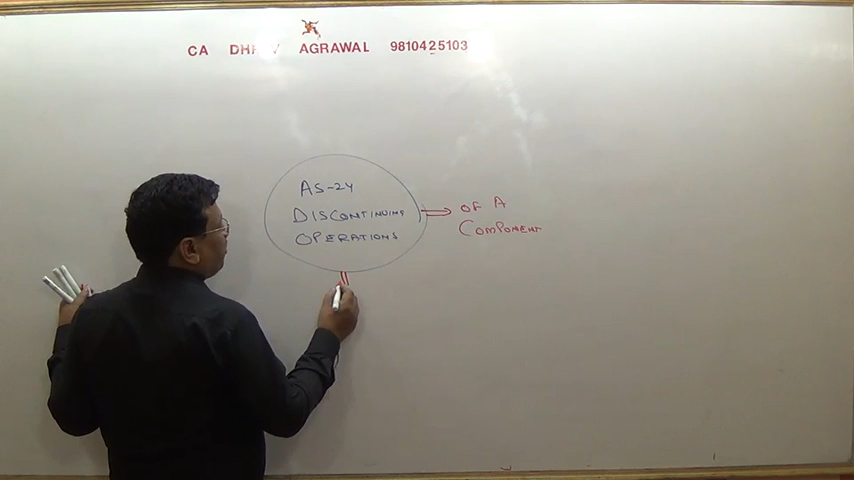 CA AGRAWAL 9810425103
AS-24
DISCONTINUING
OPERATIONS
OF A
COMPONENT